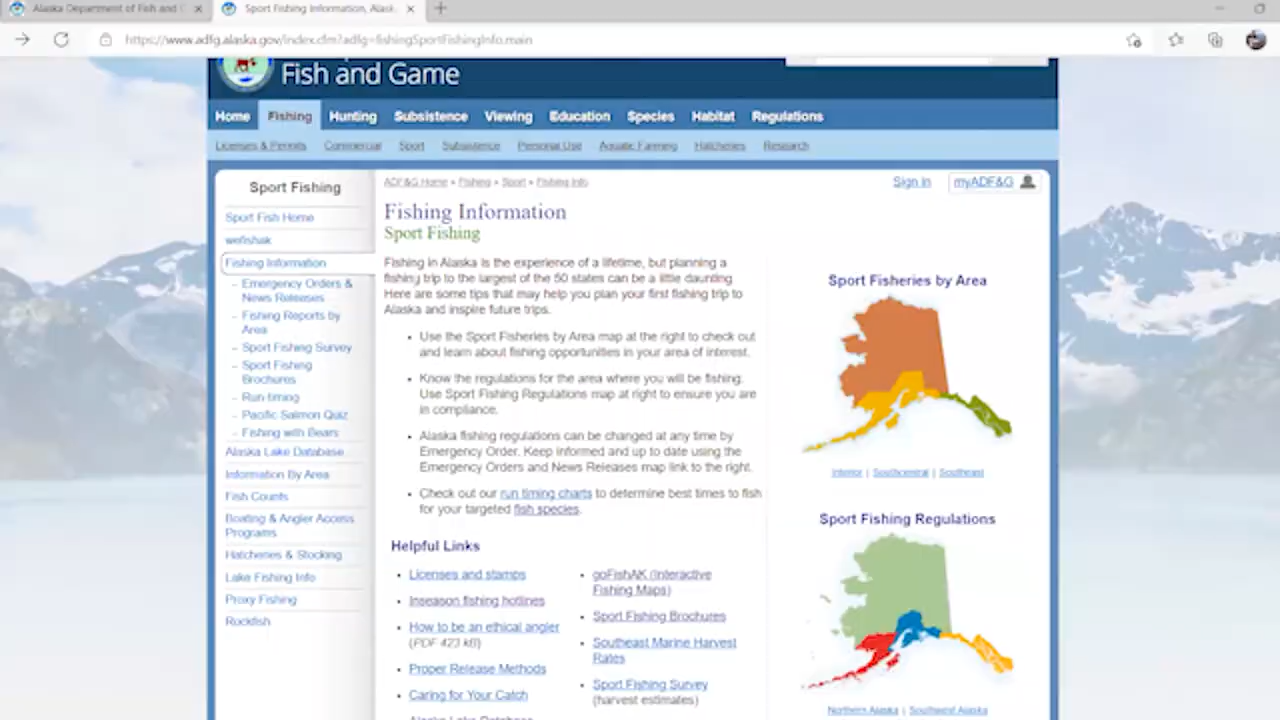 Alaska Department of Fish and G
Sport Fishing Information, Alask
https://www.adfg.alaska.gov/index.cfm?adfg=fishingSportFishingInfo.main
Fish and Game
Home Fishing Hunting Subsistence Viewing Education Species Habitat Regulations
Licenses & Permits Commercial Sport Subsistence Personal Use Aquatic Farming Hatcheries Research
Sport Fishing
Sport Fish Home
wefishak
Fishing Information
– Emergency Orders &
News Releases
– Fishing Reports by
Area
– Sport Fishing Survey
– Sport Fishing
Brochures
– Run timing
– Pacific Salmon Quiz
– Fishing with Bears
Alaska Lake Database
Information By Area
Fish Counts
Boating & Angler Access
Programs
Hatcheries & Stocking
Lake Fishing Info
Proxy Fishing
Rockfish
ADF&G Home » Fishing » Sport » Fishing Info
Sign In myADF&G
Fishing Information
Sport Fishing
Fishing in Alaska is the experience of a lifetime, but planning a
fishing trip to the largest of the 50 states can be a little daunting.
Here are some tips that may help you plan your first fishing trip to
Alaska and inspire future trips.
• Use the Sport Fisheries by Area map at the right to check out
and learn about fishing opportunities in your area of interest.
• Know the regulations for the area where you will be fishing.
Use Sport Fishing Regulations map at right to ensure you are
in compliance.
• Alaska fishing regulations can be changed at any time by
Emergency Order. Keep informed and up to date using the
Emergency Orders and News Releases map link to the right.
• Check out our run timing charts to determine best times to fish
for your targeted fish species.
Helpful Links
• Licenses and stamps
• Inseason fishing hotlines
• How to be an ethical angler
(PDF 423 kB)
• Proper Release Methods
• Caring for Your Catch
Alaska Lake Database
• goFishAK (Interactive
Fishing Maps)
• Sport Fishing Brochures
• Southeast Marine Harvest
Rates
• Sport Fishing Survey
(harvest estimates)
Sport Fisheries by Area
Interior | Southcentral | Southeast
Sport Fishing Regulations
Northern Alaska | Southwest Alaska